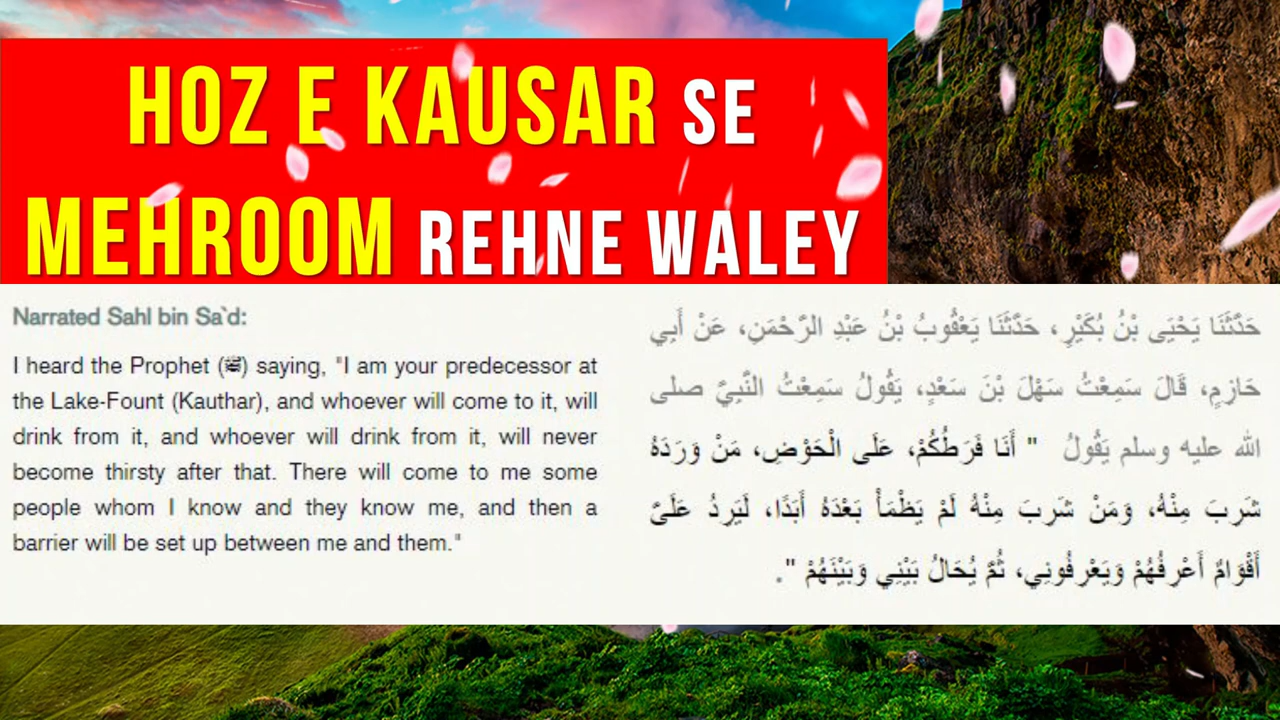 HOZ E KAUSAR SE
MEHROOM REHNE WALEY
Narrated Sahl bin Sa`d:
I heard the Prophet (ﷺ) saying, "I am your predecessor at
the Lake-Fount (Kauthar), and whoever will come to it, will
drink from it, and whoever will drink from it, will never
become thirsty after that. There will come to me some
people whom I know and they know me, and then a
barrier will be set up between me and them."
حَدَّثَنَا يَحْيَى بْنُ بُكَيْرٍ، حَدَّثَنَا يَعْقُوبُ بْنُ عَبْدِ الرَّحْمَنِ، عَنْ أَبِي
حَازِمٍ، قَالَ سَمِعْتُ سَهْلَ بْنَ سَعْدٍ، يَقُولُ سَمِعْتُ النَّبِيَّ صلى
الله عليه وسلم يَقُولُ " أَنَا فَرَطُكُمْ، عَلَى الْحَوْضِ، مَنْ وَرَدَهُ
شَرِبَ مِنْهُ، وَمَنْ شَرِبَ مِنْهُ لَمْ يَظْمَأْ بَعْدَهُ أَبَدًا، لَيَرِدُ عَلَىَّ
أَقْوَامٌ أَعْرِفُهُمْ وَيَعْرِفُونِي، ثُمَّ يُحَالُ بَيْنِي وَبَيْنَهُمْ ".